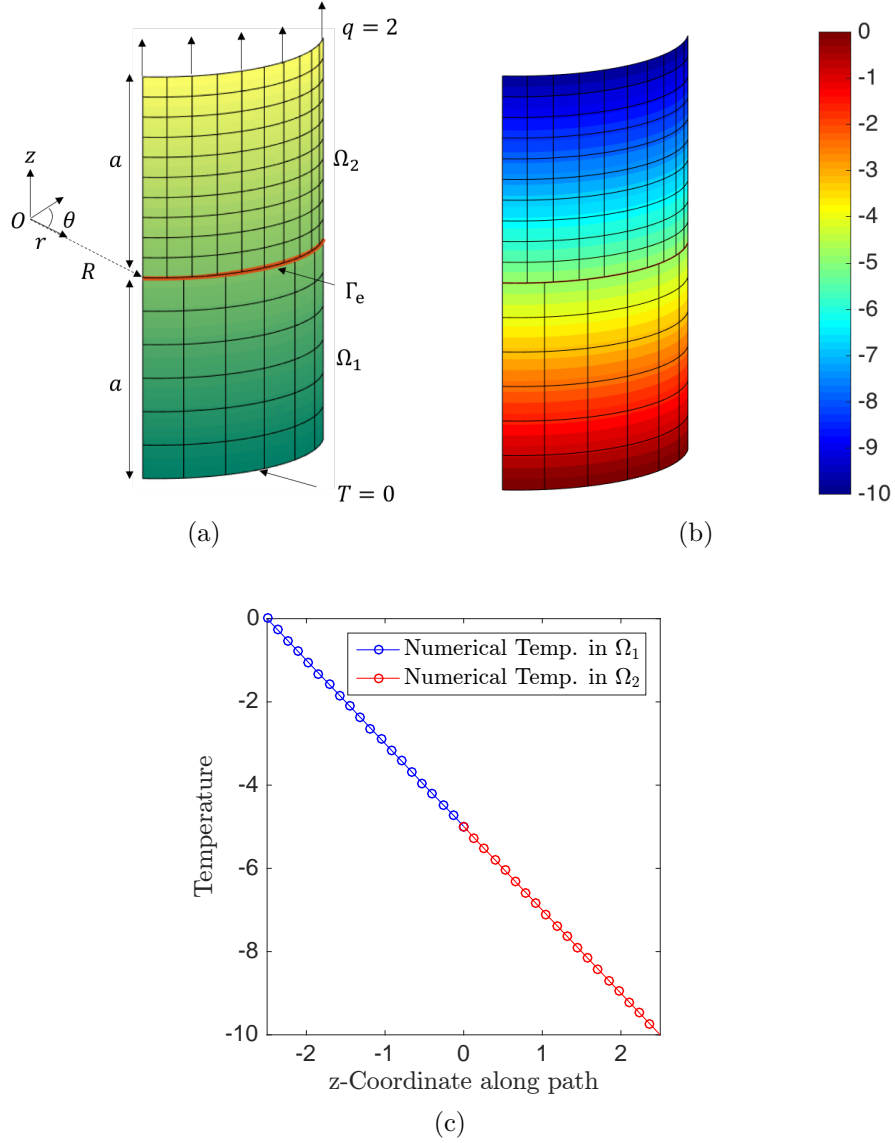 q = 2
a
Ω₂
z
O
θ
r
R
Γₑ
a
Ω₁
T = 0
(a)
0
-1
-2
-3
-4
-5
-6
-7
-8
-9
-10
(b)
0
-2
-4
-6
-8
-10
Temperature
Numerical Temp. in Ω₁
Numerical Temp. in Ω₂
-2
-1
0
1
2
z-Coordinate along path
(c)